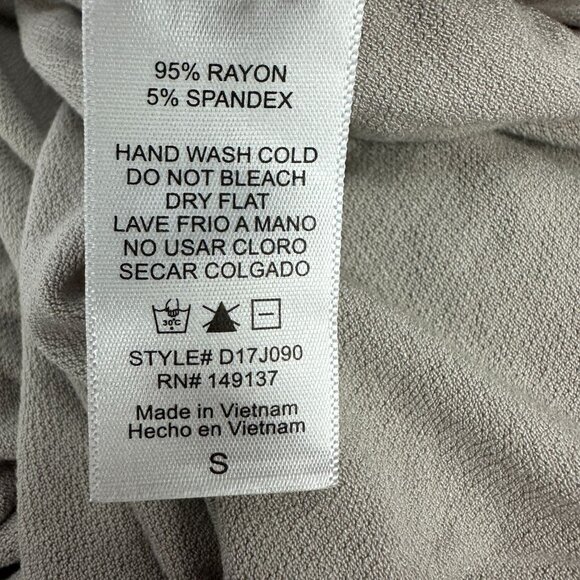 95% RAYON
5% SPANDEX
HAND WASH COLD
DO NOT BLEACH
DRY FLAT
LAVE FRIO A MANO
NO USAR CLORO
SECAR COLGADO
30°C
STYLE# D17J090
RN# 149137
Made in Vietnam
Hecho en Vietnam
S